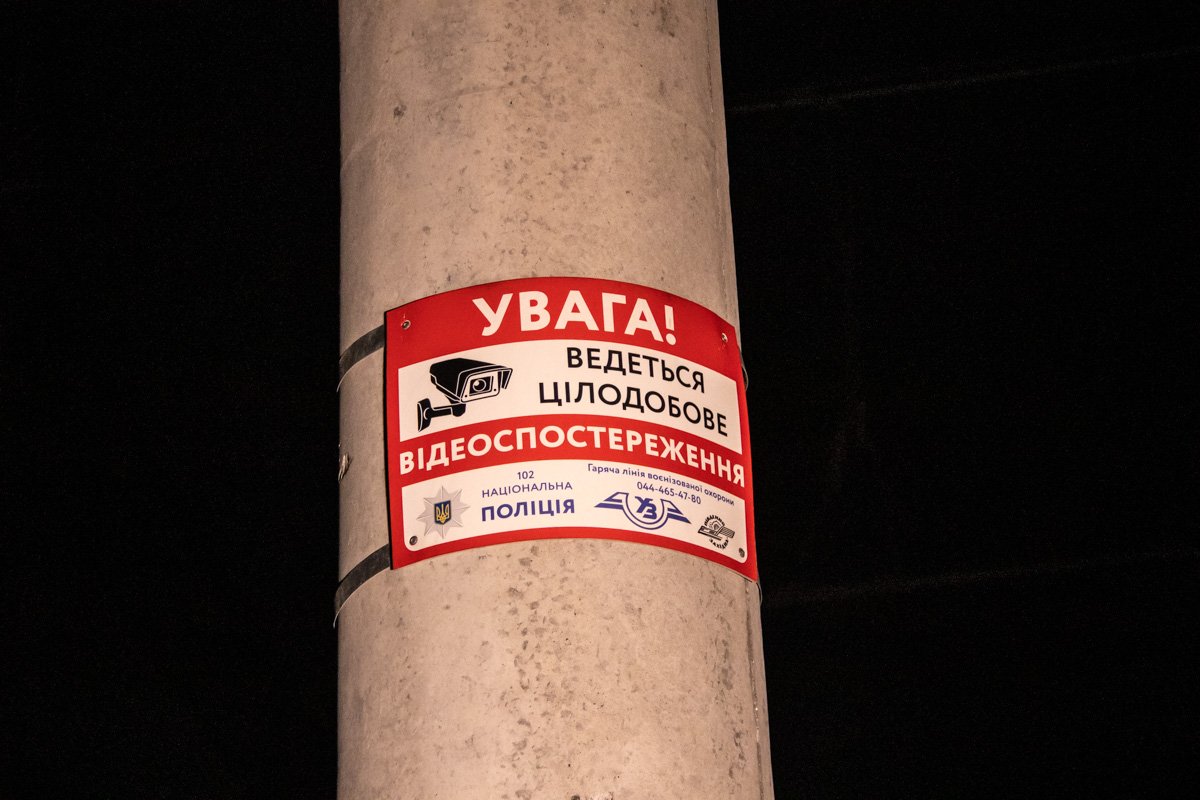 УВАГА!
ВЕДЕТЬСЯ
ЦІЛОДОБОВЕ
ВІДЕОСПОСТЕРЕЖЕННЯ
102
НАЦІОНАЛЬНА
ПОЛІЦІЯ
Гаряча лінія воєнізованої охорони
044-465-47-80
УЗ